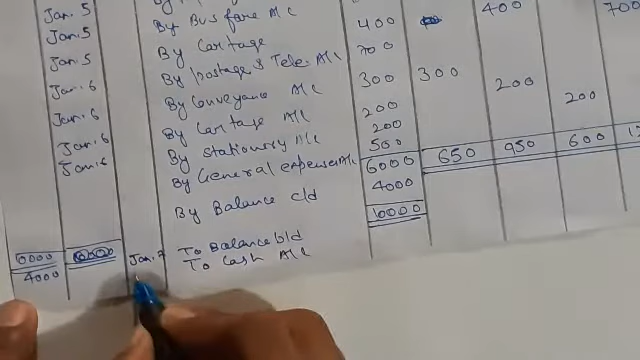 Jan. 5 By Bus fare A/c 400 400 700
Jan. 5 By Cartage 700
Jan. 5 By postage & Tele. A/c 300 300
Jan. 6 By Conveyance A/c 200
Jan. 6 By Cartage A/c 200 200
Jan. 6 By Stationery A/c 200
Jan. 6 By General expenses A/c 500
6000 650 950 600
By Balance c/d 4000
10000
To Balance b/d
4000 Jan. 7 To Cash A/c